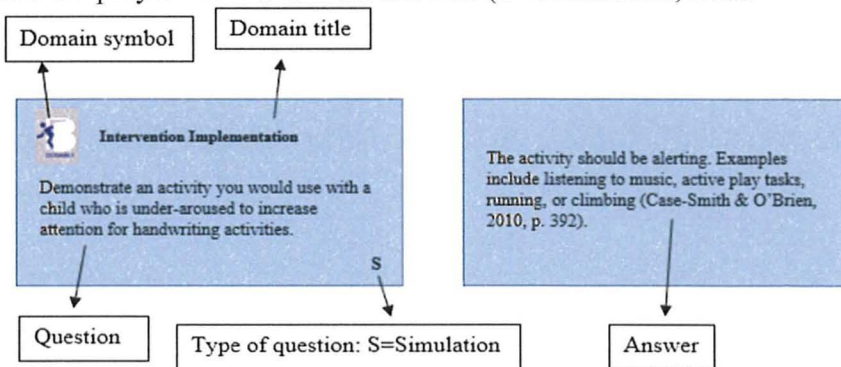 Domain symbol
Domain title
Intervention Implementation
Demonstrate an activity you would use with a
child who is under-aroused to increase
attention for handwriting activities.
S
The activity should be alerting. Examples
include listening to music, active play tasks,
running, or climbing (Case-Smith & O’Brien,
2010, p. 392).
Question
Type of question: S=Simulation
Answer